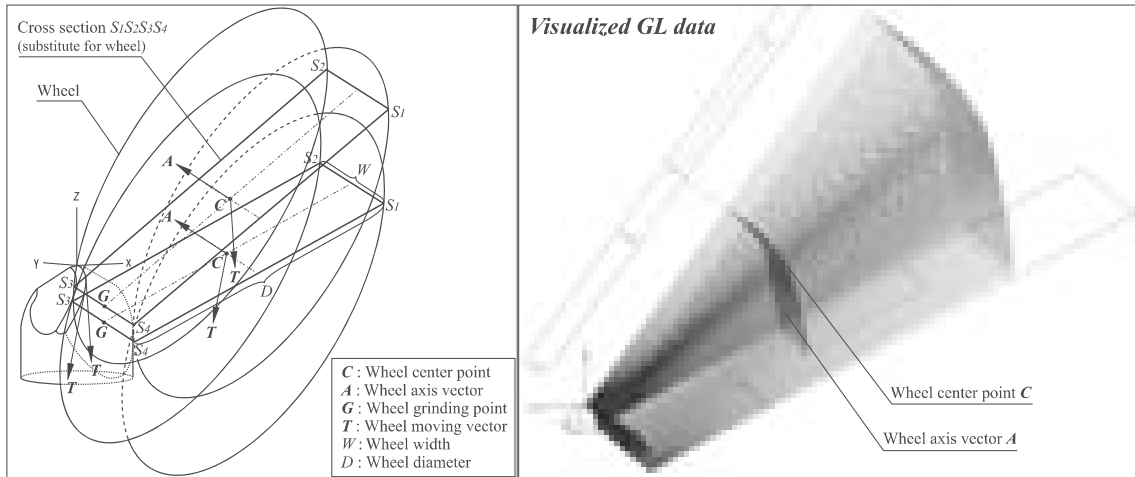 Cross section S1S2S3S4
(substitute for wheel)
Wheel
S2
S1
S2
W
A
C
S1
A
Z
C
T
Y
X
S3
D
S3
G
G
S4
T
S4
T
T
C : Wheel center point
A : Wheel axis vector
G : Wheel grinding point
T : Wheel moving vector
W : Wheel width
D : Wheel diameter
Visualized GL data
Wheel center point C
Wheel axis vector A